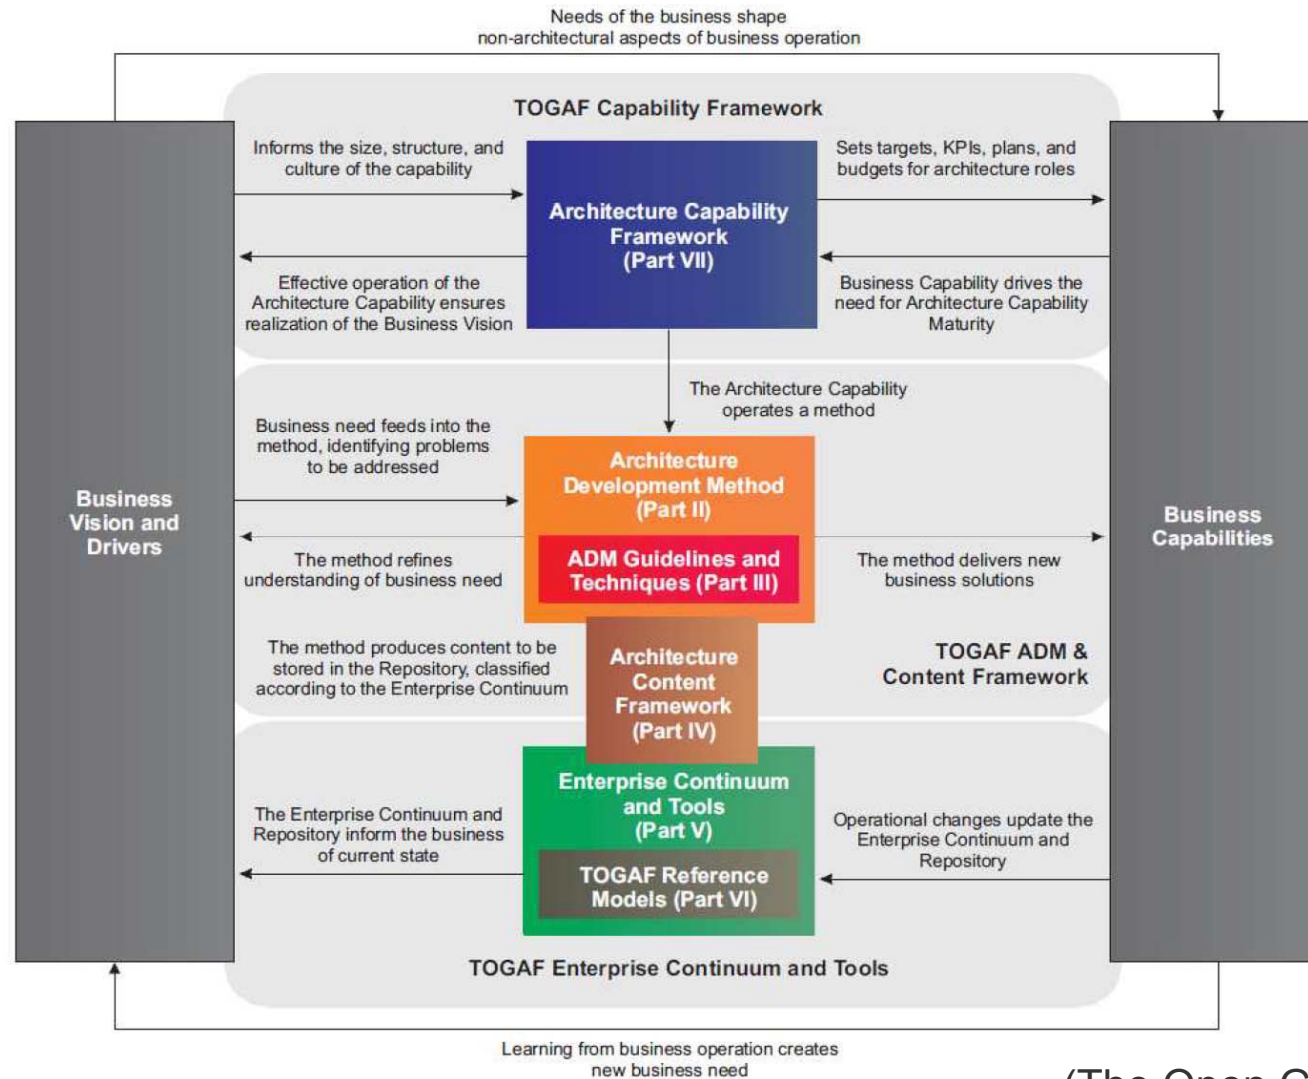 Needs of the business shape
non-architectural aspects of business operation
TOGAF Capability Framework
Informs the size, structure, and
culture of the capability
Sets targets, KPIs, plans, and
budgets for architecture roles
Architecture Capability
Framework
(Part VII)
Effective operation of the
Architecture Capability ensures
realization of the Business Vision
Business Capability drives the
need for Architecture Capability
Maturity
The Architecture Capability
operates a method
Business need feeds into the
method, identifying problems
to be addressed
Architecture
Development Method
(Part II)
Business
Vision and
Drivers
Business
Capabilities
The method refines
understanding of business need
ADM Guidelines and
Techniques (Part III)
The method delivers new
business solutions
The method produces content to be
stored in the Repository, classified
according to the Enterprise Continuum
Architecture
Content
Framework
(Part IV)
TOGAF ADM &
Content Framework
Enterprise Continuum
and Tools
(Part V)
The Enterprise Continuum and
Repository inform the business
of current state
Operational changes update the
Enterprise Continuum and
Repository
TOGAF Reference
Models (Part VI)
TOGAF Enterprise Continuum and Tools
Learning from business operation creates
new business need
(The Open